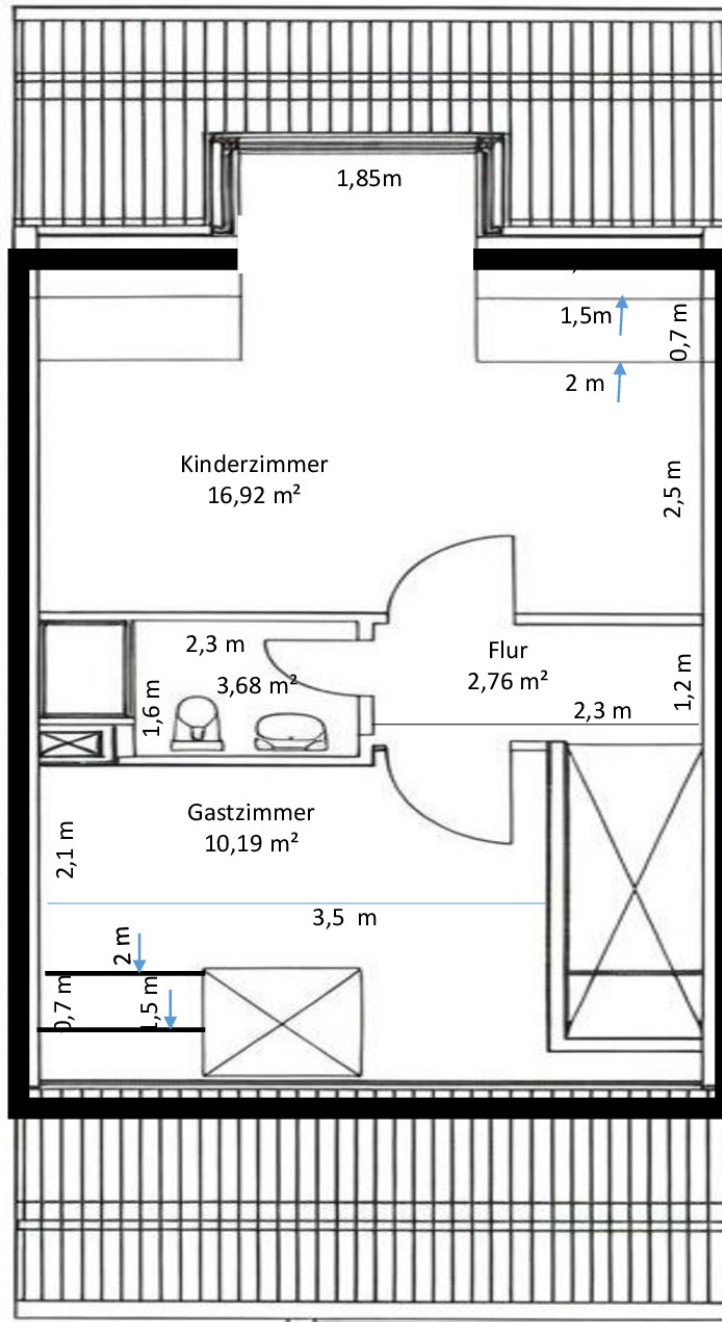 1,85m
1,5m
0,7 m
2 m
Kinderzimmer
16,92 m²
2,5 m
2,3 m
3,68 m²
1,6 m
Flur
2,76 m²
1,2 m
2,3 m
Gastzimmer
10,19 m²
2,1 m
3,5 m
2 m
0,7 m
1,5 m